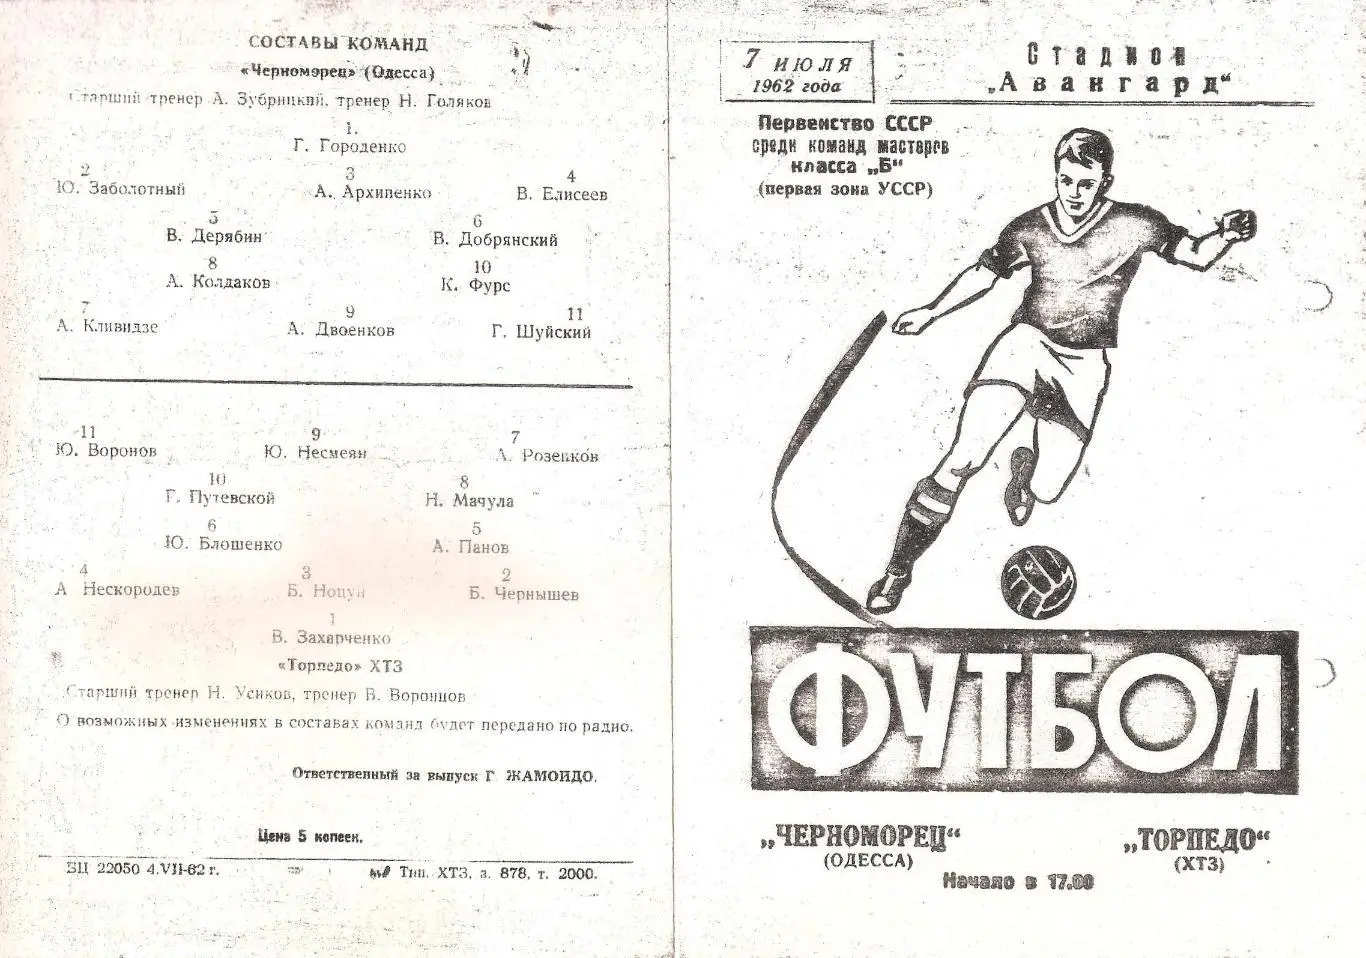 СОСТАВЫ КОМАНД
«Черноморец» (Одесса)
Старший тренер А. Зубрицкий, тренер Н. Голяков
1.
Г. Городенко
2 3 4
Ю. Заболотный А. Архипенко В. Елисеев
5 6
В. Дерябин В. Добрянский
8 10
А. Колдаков К. Фурс
7 9 11
А. Кливидзе А. Двоенков Г. Шуйский
11 9 7
Ю. Воронов Ю. Несмеян А. Розенков
10 8
Г. Путевской Н. Мачула
6 5
Ю. Блошенко А. Панов
4 3 2
А Нескородев Б. Ноцун Б. Чернышев
1
В. Захарченко
«Торпедо» ХТЗ
Старший тренер Н. Усиков, тренер В. Воронцов
О возможных изменениях в составах команд будет передано по радио.
Ответственный за выпуск Г ЖАМОИДО.
Цена 5 копеек.
БЦ 22050 4.VII-62 г. Тип. ХТЗ, з. 878, т. 2000.
7 ИЮЛЯ
1962 года
Стадион
„Авангард“
Первенство СССР
среди команд мастеров
класса „Б“
(первая зона УССР)
ФУТБОЛ
„ЧЕРНОМОРЕЦ“ „ТОРПЕДО“
(ОДЕССА) (ХТЗ)
Начало в 17.00